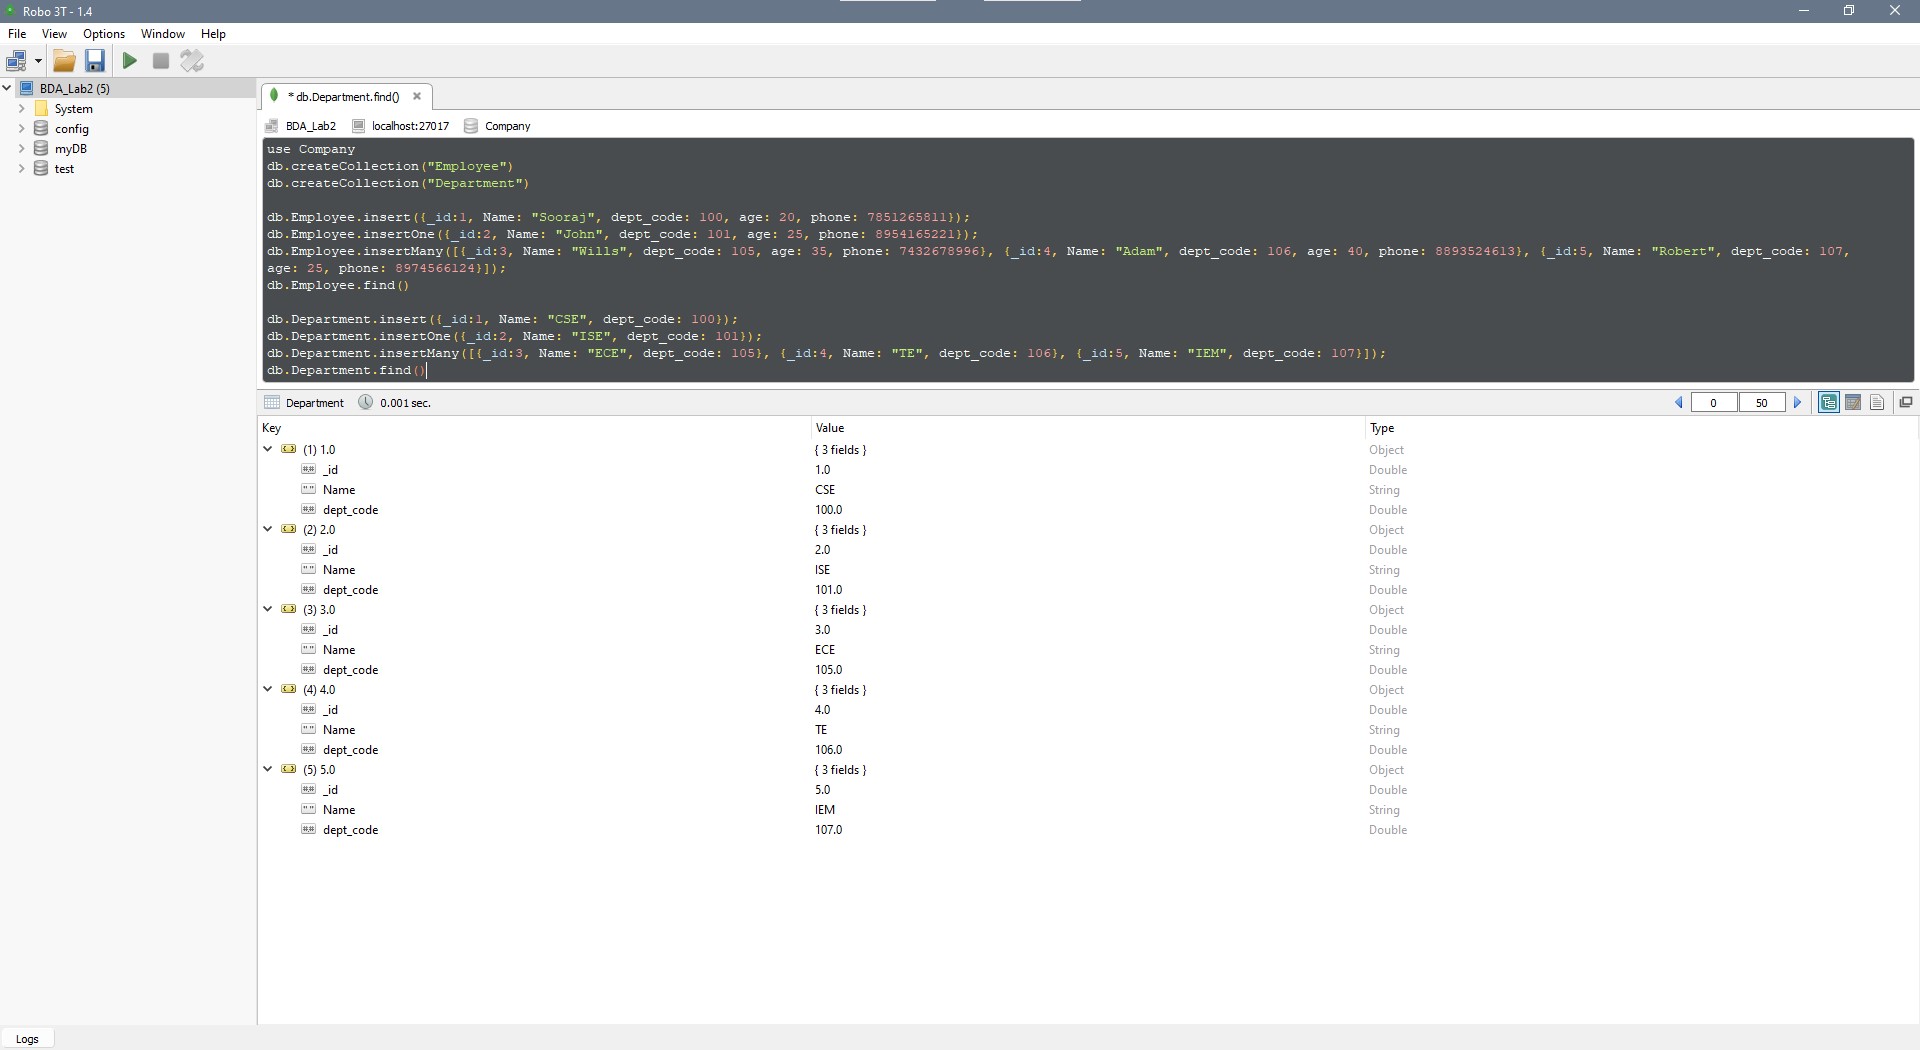 Robo 3T - 1.4
File View Options Window Help
BDA_Lab2 (5)
System
config
myDB
test
* db.Department.find()
BDA_Lab2 localhost:27017 Company
use Company
db.createCollection("Employee")
db.createCollection("Department")
db.Employee.insert({_id:1, Name: "Sooraj", dept_code: 100, age: 20, phone: 7851265811});
db.Employee.insertOne({_id:2, Name: "John", dept_code: 101, age: 25, phone: 8954165221});
db.Employee.insertMany([{_id:3, Name: "Wills", dept_code: 105, age: 35, phone: 7432678996}, {_id:4, Name: "Adam", dept_code: 106, age: 40, phone: 8893524613}, {_id:5, Name: "Robert", dept_code: 107,
age: 25, phone: 8974566124}]);
db.Employee.find()
db.Department.insert({_id:1, Name: "CSE", dept_code: 100});
db.Department.insertOne({_id:2, Name: "ISE", dept_code: 101});
db.Department.insertMany([{_id:3, Name: "ECE", dept_code: 105}, {_id:4, Name: "TE", dept_code: 106}, {_id:5, Name: "IEM", dept_code: 107}]);
db.Department.find()
Department 0.001 sec. 0 50
Key Value Type
(1) 1.0 { 3 fields } Object
_id 1.0 Double
Name CSE String
dept_code 100.0 Double
(2) 2.0 { 3 fields } Object
_id 2.0 Double
Name ISE String
dept_code 101.0 Double
(3) 3.0 { 3 fields } Object
_id 3.0 Double
Name ECE String
dept_code 105.0 Double
(4) 4.0 { 3 fields } Object
_id 4.0 Double
Name TE String
dept_code 106.0 Double
(5) 5.0 { 3 fields } Object
_id 5.0 Double
Name IEM String
dept_code 107.0 Double
Logs